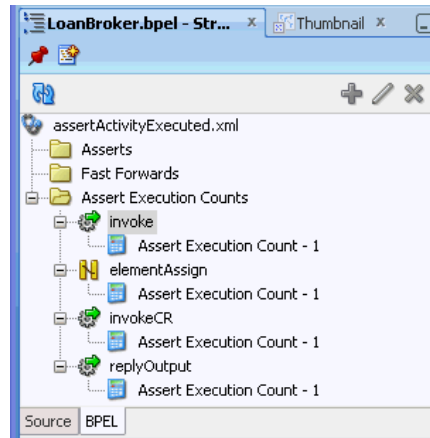 LoanBroker.bpel - Str... Thumbnail
assertActivityExecuted.xml
Asserts
Fast Forwards
Assert Execution Counts
invoke
Assert Execution Count - 1
elementAssign
Assert Execution Count - 1
invokeCR
Assert Execution Count - 1
replyOutput
Assert Execution Count - 1
Source BPEL